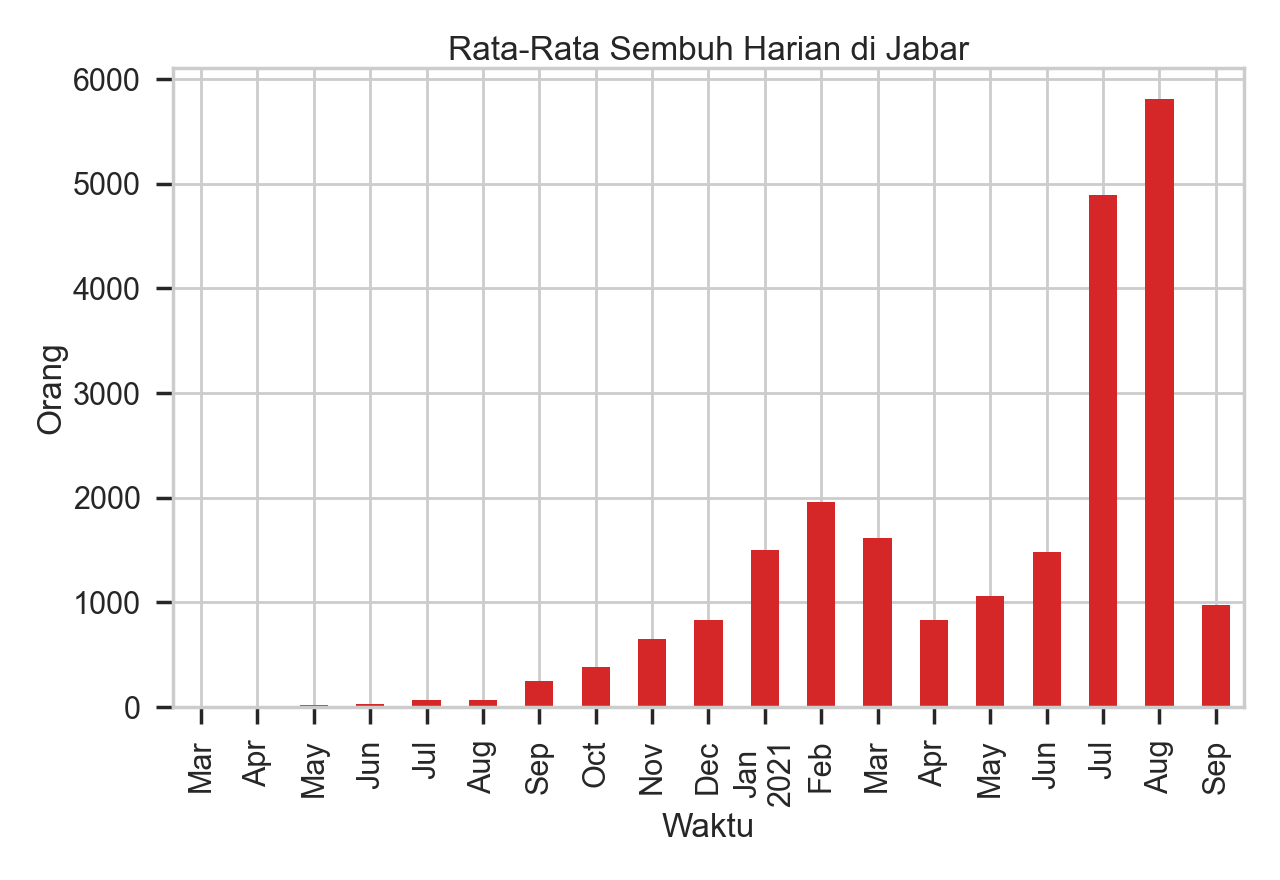 Rata-Rata Sembuh Harian di Jabar
6000
5000
4000
3000
2000
1000
0
Orang
Mar
Apr
May
Jun
Jul
Aug
Sep
Oct
Nov
Dec
Jan
2021
Feb
Mar
Apr
May
Jun
Jul
Aug
Sep
Waktu